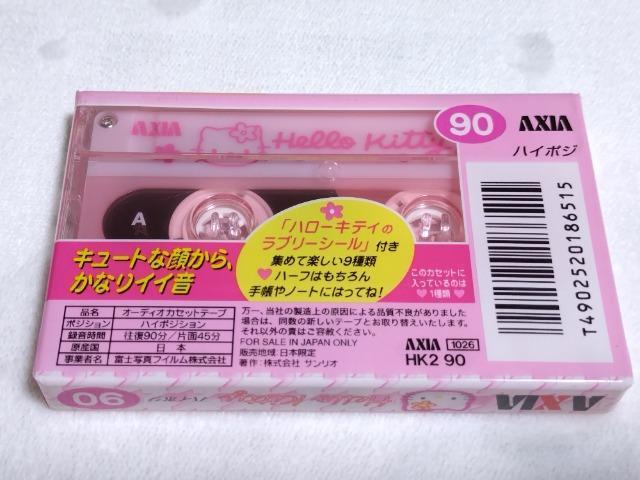 AXIA
Hello Kitty
90
AXIA
ハイポジ
A
「ハローキティの
ラブリーシール」付き
集めて楽しい9種類
ハーフはもちろん
手帳やノートにはってね!
キュートな顔から、
かなりイイ音
このカセットに
入っているのは
1種類
T4902520186515
品名 オーディオカセットテープ
ポジション ハイポジション
録音時間 往復90分/片面45分
原産国 日本
事業者名 富士写真フイルム株式会社
万一、当社の製造上の原因による品質不良がありました
場合は、同数の新しいテープとお取り替えいたします。
それ以外の責はご容赦ください。
FOR SALE IN JAPAN ONLY
販売地域:日本限定
著作:株式会社 サンリオ
AXIA 1026
HK2 90
90
ハイポジ
Hello Kitty
AXIA